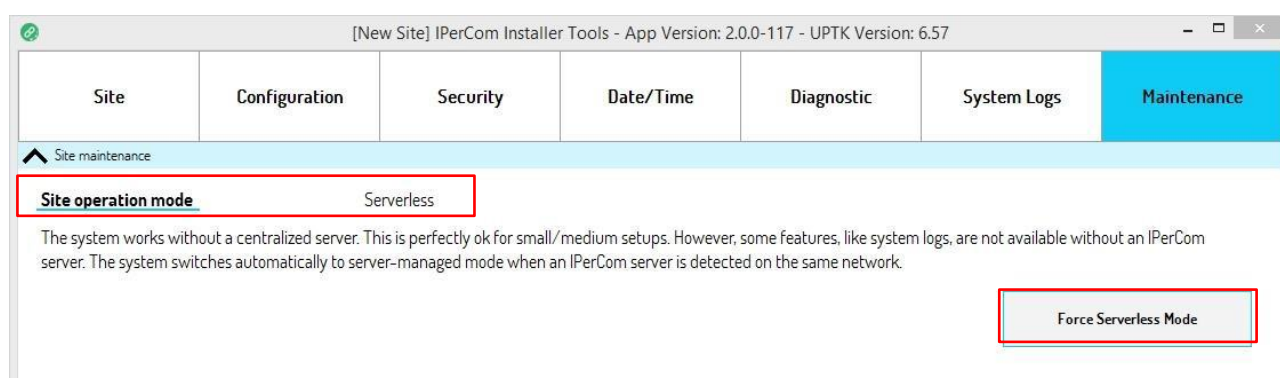 [New Site] IPerCom Installer Tools - App Version: 2.0.0-117 - UPTK Version: 6.57
Site Configuration Security Date/Time Diagnostic System Logs Maintenance
Site maintenance
Site operation mode Serverless
The system works without a centralized server. This is perfectly ok for small/medium setups. However, some features, like system logs, are not available without an IPerCom
server. The system switches automatically to server-managed mode when an IPerCom server is detected on the same network.
Force Serverless Mode